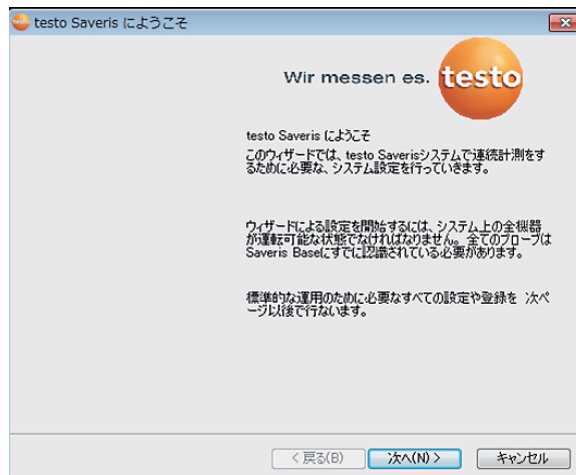 testo Saveris にようこそ
Wir messen es. testo
testo Saveris にようこそ
このウィザードでは、testo Saverisシステムで連続計測をす
るために必要な、システム設定を行っていきます。
ウィザードによる設定を開始するには、システム上の全機器
が運転可能な状態でなければなりません。全てのプローブは
Saveris Baseにすでに認識されている必要があります。
標準的な運用のために必要なすべての設定や登録を 次ペ
ージ以後で行ないます。
< 戻る(B) 次へ(N) > キャンセル